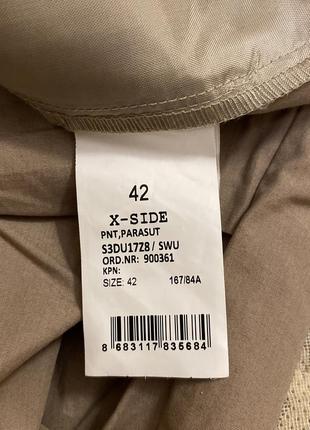 42
X-SIDE
PNT,PARASUT
S3DU17Z8 / SWU
ORD.NR: 900361
KPN:
SIZE: 42 167/84A
8 683117 835684